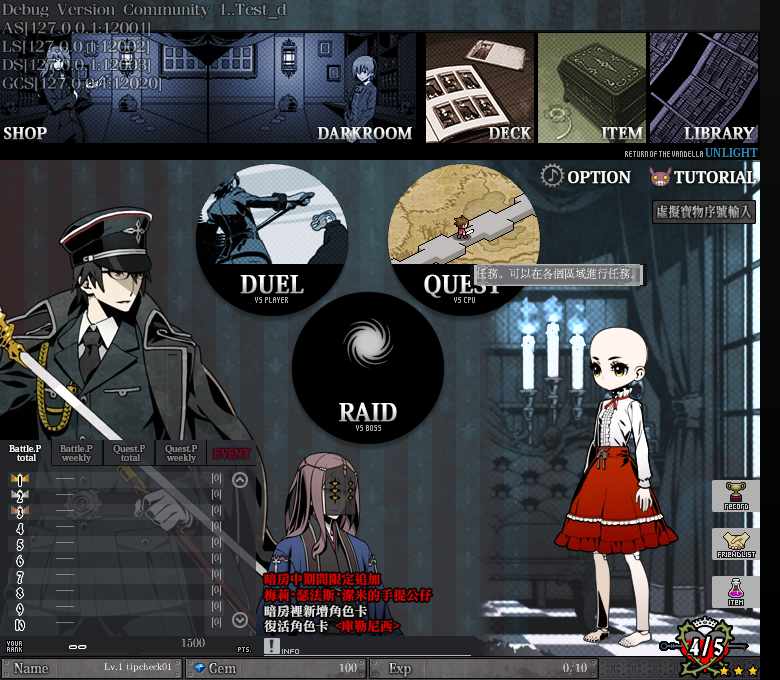 Debug Version Community 1..Test_d
AS[127.0.0.1:12001]
LS[127.0.0.1:12002]
DS[127.0.0.1:12003]
GCS[127.0.0.1:12020]
SHOP
DARKROOM
DECK
ITEM
LIBRARY
RETURN OF THE VANDELLA UNLIGHT
OPTION
TUTORIAL
虛擬寶物序號輸入
DUEL
VS PLAYER
QUEST
VS CPU
任務。可以在各個區域進行任務。
RAID
VS BOSS
Battle.P total
Battle.P weekly
Quest.P total
Quest.P weekly
EVENT
1 ---- [0]
2 ---- [0]
3 ---- [0]
4 ---- [0]
5 ---- [0]
6 ---- [0]
7 ---- [0]
8 ---- [0]
9 ---- [0]
10 ---- [0]
YOUR RANK
1500
PTS.
暗房中期間限定追加
梅莉·瑟法斯·潔米的手提公仔
暗房裡新增角色卡
復活角色卡 <庫勒尼西>
! INFO
RECORD
FRIENDLIST
ITEM
Name
Lv.1 tipcheck01
Gem
100
Exp
0/10
4/5